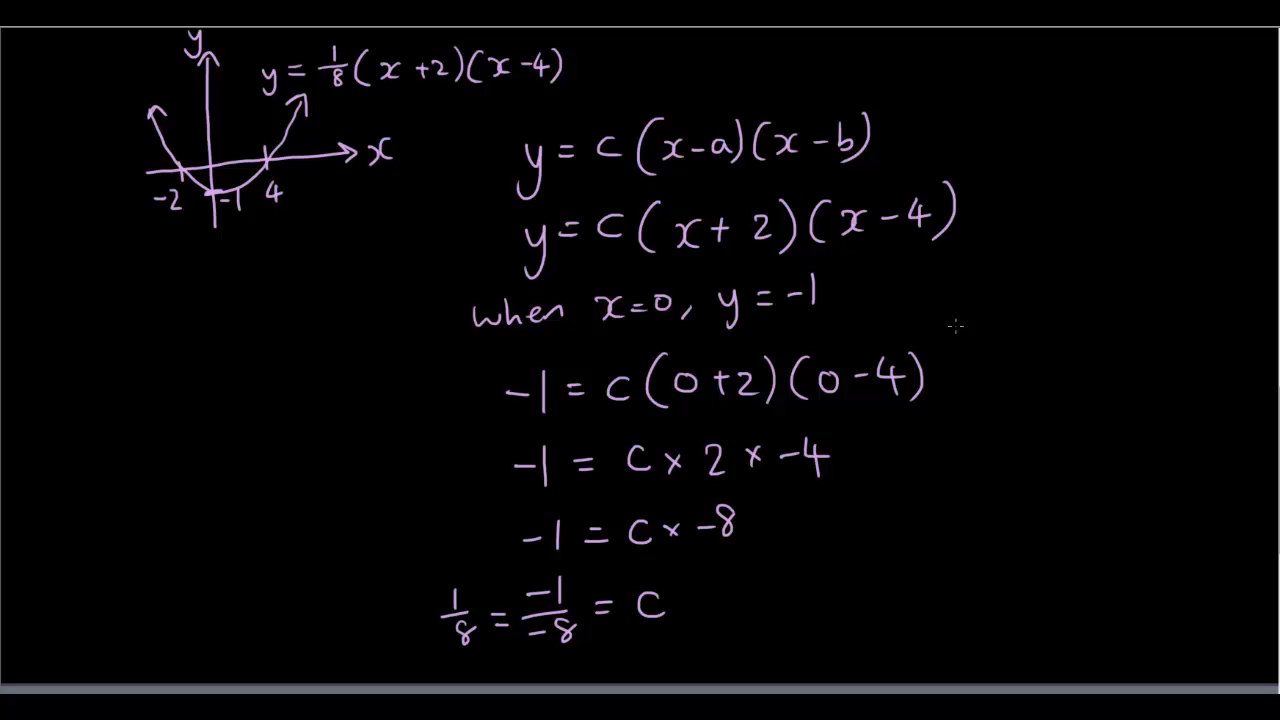 y
y = 1/8 (x + 2)(x - 4)
x
-2 -1 4
y = c(x - a)(x - b)
y = c(x + 2)(x - 4)
when x = 0, y = -1
-1 = c(0 + 2)(0 - 4)
-1 = c × 2 × -4
-1 = c × -8
1/8 = -1/-8 = c